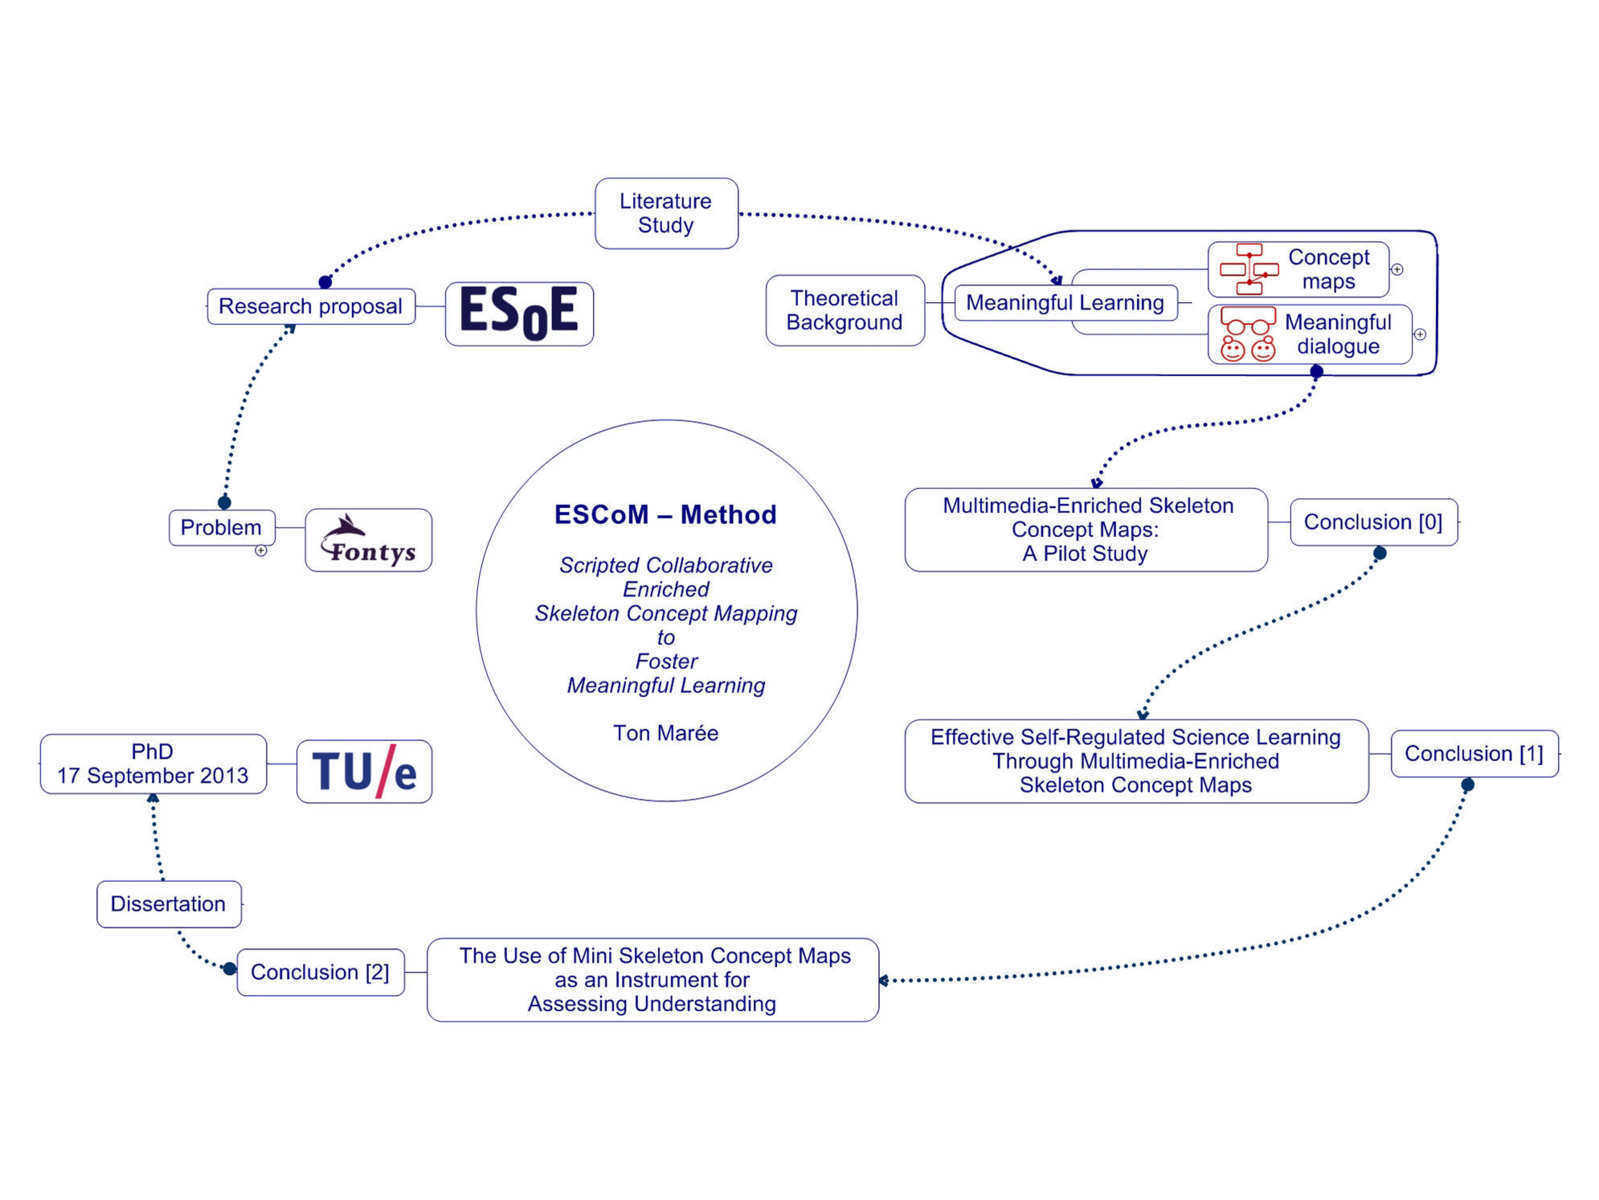 Literature
Study
Research proposal
ESoE
Theoretical
Background
Meaningful Learning
Concept
maps
Meaningful
dialogue
Problem
Fontys
ESCoM – Method
Scripted Collaborative
Enriched
Skeleton Concept Mapping
to
Foster
Meaningful Learning
Ton Marée
Multimedia-Enriched Skeleton
Concept Maps:
A Pilot Study
Conclusion [0]
Effective Self-Regulated Science Learning
Through Multimedia-Enriched
Skeleton Concept Maps
Conclusion [1]
PhD
17 September 2013
TU/e
Dissertation
Conclusion [2]
The Use of Mini Skeleton Concept Maps
as an Instrument for
Assessing Understanding